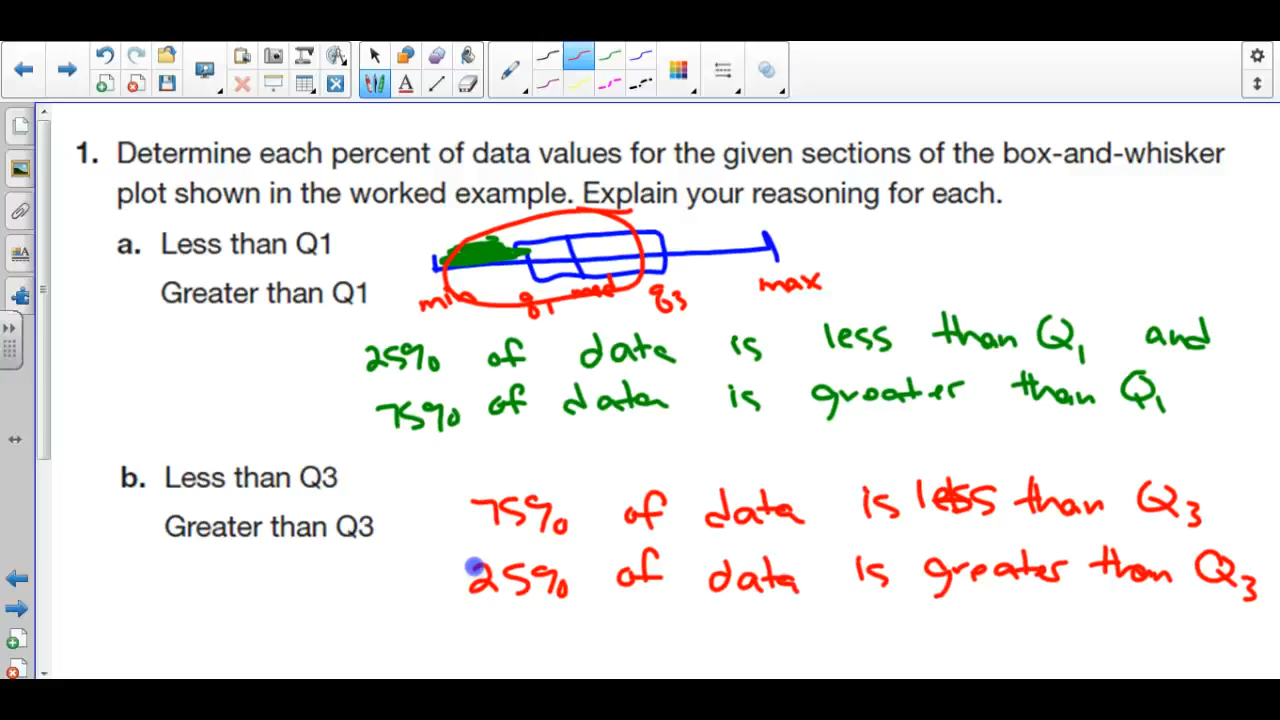 1. Determine each percent of data values for the given sections of the box-and-whisker
plot shown in the worked example. Explain your reasoning for each.
a. Less than Q1
Greater than Q1
min q1 med q3 max
25% of data is less than Q1 and
75% of data is greater than Q1
b. Less than Q3
Greater than Q3
75% of data is less than Q3
25% of data is greater than Q3